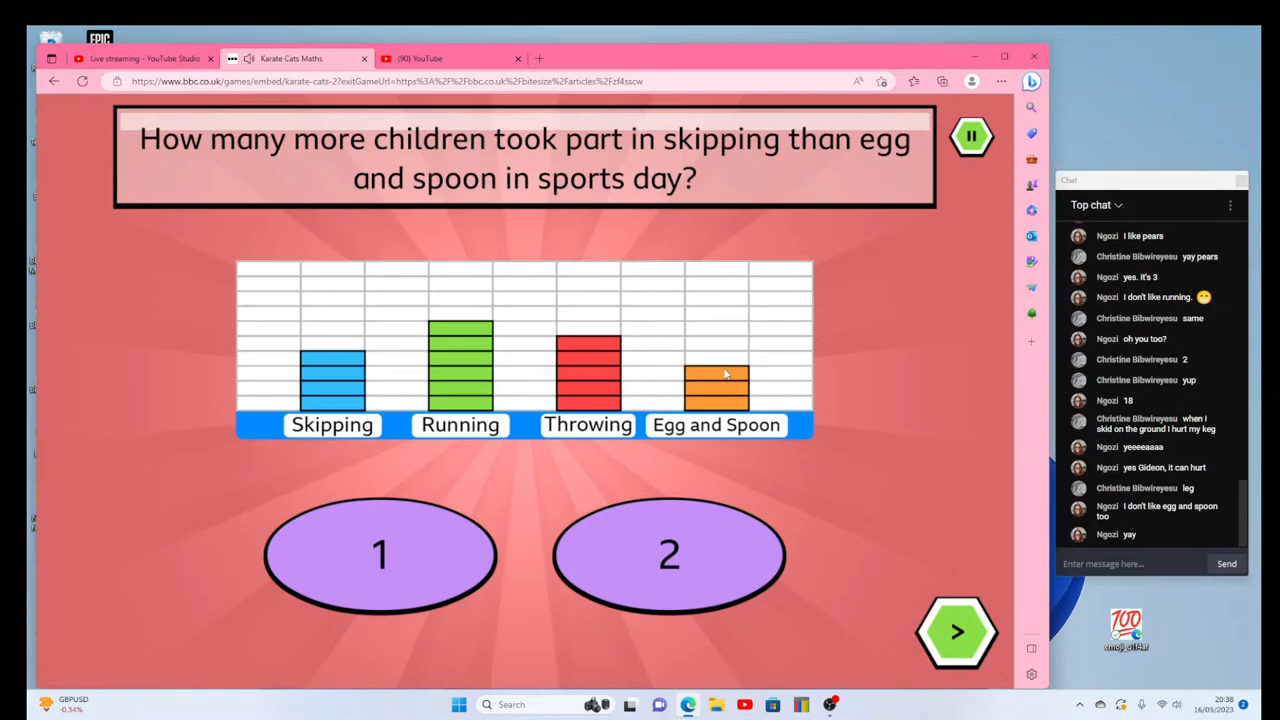 EPIC
Live streaming - YouTube Studio
Karate Cats Maths
(90) YouTube
https://www.bbc.co.uk/games/embed/karate-cats-2?exitGameUrl=https%3A%2F%2Fbbc.co.uk%2Fbitesize%2Farticles%2Fzf4sscw
How many more children took part in skipping than egg
and spoon in sports day?
Skipping
Running
Throwing
Egg and Spoon
1
2
>
Chat
Top chat
Ngozi I like pears
Christine Bibwireyesu yay pears
Ngozi yes. it's 3
Ngozi I don't like running. 😁
Christine Bibwireyesu same
Ngozi oh you too?
Christine Bibwireyesu 2
Christine Bibwireyesu yup
Ngozi 18
Christine Bibwireyesu when I
skid on the ground I hurt my keg
Ngozi yeeeeaaaa
Ngozi yes Gideon, it can hurt
Christine Bibwireyesu leg
Ngozi I don't like egg and spoon
too
Ngozi yay
Enter message here...
Send
100
GBPUSD
-0.34%
Search
20:38
16/05/2023
2